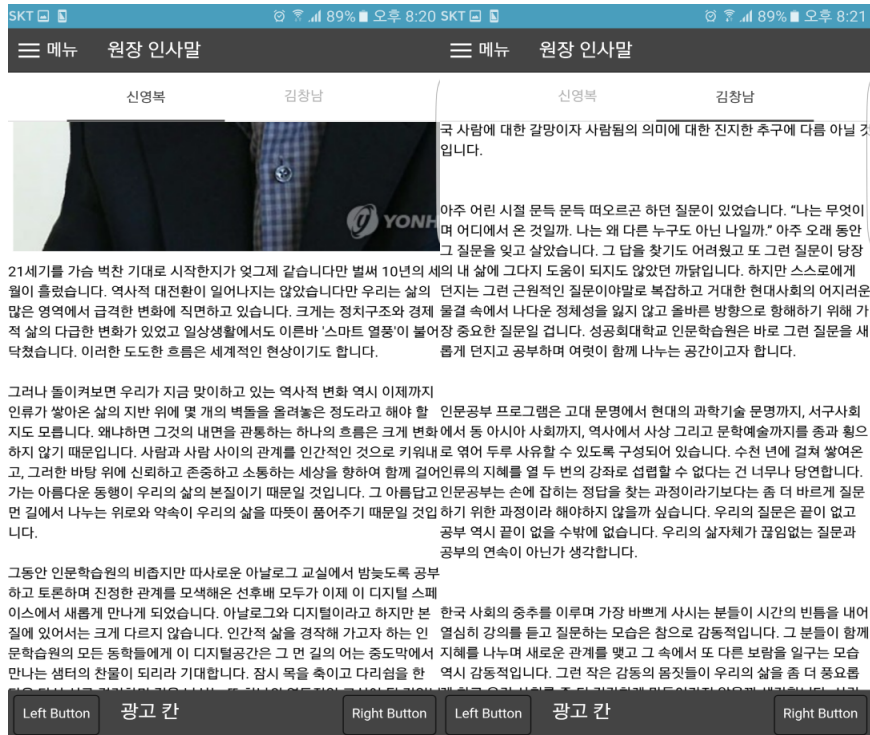 SKT 89% 오후 8:20
메뉴 원장 인사말
신영복 김창남
YONH
21세기를 가슴 벅찬 기대로 시작한지가 엊그제 같습니다만 벌써 10년의 세
월이 흘렀습니다. 역사적 대전환이 일어나지는 않았습니다만 우리는 삶의
많은 영역에서 급격한 변화에 직면하고 있습니다. 크게는 정치구조와 경제
적 삶의 다급한 변화가 있었고 일상생활에서도 이른바 '스마트 열풍'이 불어
닥쳤습니다. 이러한 도도한 흐름은 세계적인 현상이기도 합니다.
그러나 돌이켜보면 우리가 지금 맞이하고 있는 역사적 변화 역시 이제까지
인류가 쌓아온 삶의 지반 위에 몇 개의 벽돌을 올려놓은 정도라고 해야 할
지도 모릅니다. 왜냐하면 그것의 내면을 관통하는 하나의 흐름은 크게 변화
하지 않기 때문입니다. 사람과 사람 사이의 관계를 인간적인 것으로 키워내
고, 그러한 바탕 위에 신뢰하고 존중하고 소통하는 세상을 향하여 함께 걸어
가는 아름다운 동행이 우리의 삶의 본질이기 때문일 것입니다. 그 아름답고
먼 길에서 나누는 위로와 약속이 우리의 삶을 따뜻이 품어주기 때문일 것입
니다.
그동안 인문학습원의 비좁지만 따사로운 아날로그 교실에서 밤늦도록 공부
하고 토론하며 진정한 관계를 모색해온 선후배 모두가 이제 이 디지털 스페
이스에서 새롭게 만나게 되었습니다. 아날로그와 디지털이라고 하지만 본
질에 있어서는 크게 다르지 않습니다. 인간적 삶을 경작해 가고자 하는 인
문학습원의 모든 동학들에게 이 디지털공간은 그 먼 길의 어는 중도막에서
만나는 샘터의 찬물이 되리라 기대합니다. 잠시 목을 축이고 다리쉼을 한
Left Button 광고 칸 Right Button
SKT 89% 오후 8:21
메뉴 원장 인사말
신영복 김창남
국 사람에 대한 갈망이자 사람됨의 의미에 대한 진지한 추구에 다름 아닐 것
입니다.
아주 어린 시절 문득 문득 떠오르곤 하던 질문이 있었습니다. “나는 무엇이
며 어디에서 온 것일까. 나는 왜 다른 누구도 아닌 나일까.” 아주 오래 동안
그 질문을 잊고 살았습니다. 그 답을 찾기도 어려웠고 또 그런 질문이 당장
의 내 삶에 그다지 도움이 되지도 않았던 까닭입니다. 하지만 스스로에게
던지는 그런 근원적인 질문이야말로 복잡하고 거대한 현대사회의 어지러운
물결 속에서 나다운 정체성을 잃지 않고 올바른 방향으로 항해하기 위해 가
장 중요한 질문일 겁니다. 성공회대학교 인문학습원은 바로 그런 질문을 새
롭게 던지고 공부하며 여럿이 함께 나누는 공간이고자 합니다.
인문공부 프로그램은 고대 문명에서 현대의 과학기술 문명까지, 서구사회
에서 동 아시아 사회까지, 역사에서 사상 그리고 문학예술까지를 종과 횡으
로 엮어 두루 사유할 수 있도록 구성되어 있습니다. 수천 년에 걸쳐 쌓여온
인류의 지혜를 열 두 번의 강좌로 섭렵할 수 없다는 건 너무나 당연합니다.
인문공부는 손에 잡히는 정답을 찾는 과정이라기보다는 좀 더 바르게 질문
하기 위한 과정이라 해야하지 않을까 싶습니다. 우리의 질문은 끝이 없고
공부 역시 끝이 없을 수밖에 없습니다. 우리의 삶자체가 끊임없는 질문과
공부의 연속이 아닌가 생각합니다.
한국 사회의 중추를 이루며 가장 바쁘게 사시는 분들이 시간의 빈틈을 내어
열심히 강의를 듣고 질문하는 모습은 참으로 감동적입니다. 그 분들이 함께
지혜를 나누며 새로운 관계를 맺고 그 속에서 또 다른 보람을 일구는 모습
역시 감동적입니다. 그런 작은 감동의 몸짓들이 우리의 삶을 좀 더 풍요롭
Left Button 광고 칸 Right Button